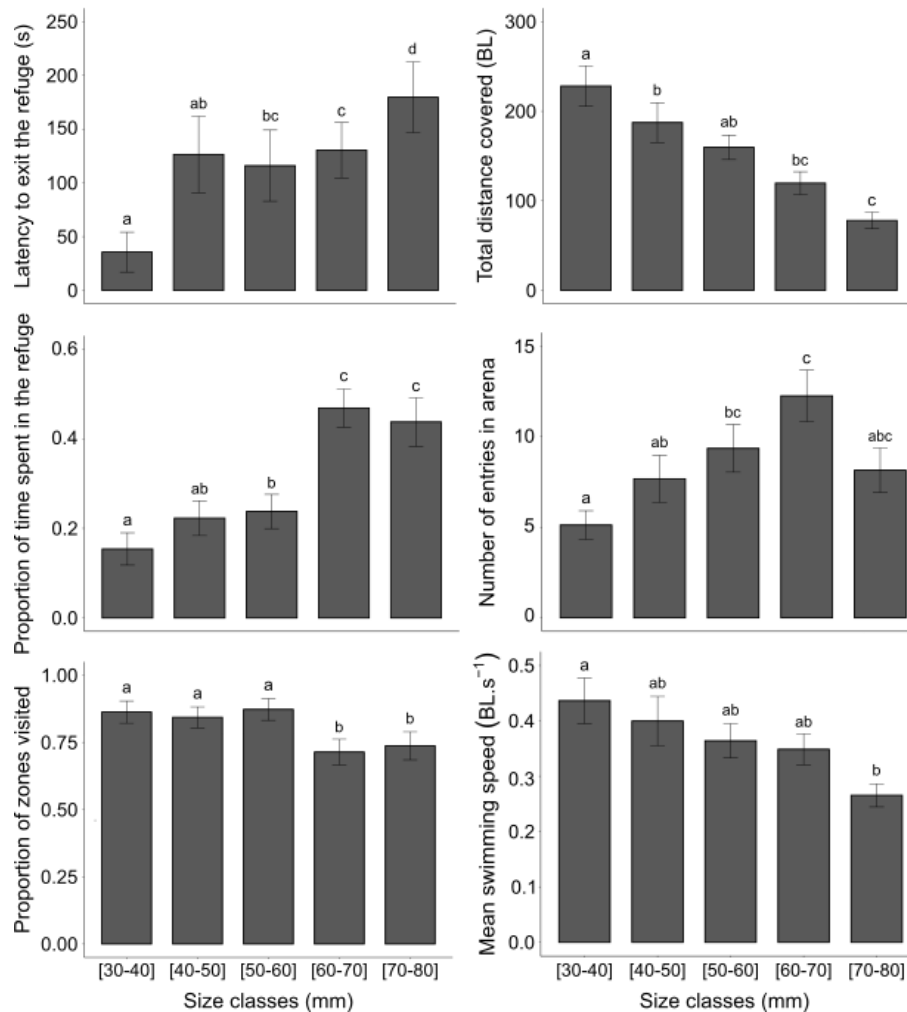 Latency to exit the refuge (s)
250
200
150
100
50
0
a
ab
bc
c
d
Total distance covered (BL)
300
200
100
0
a
b
ab
bc
c
Proportion of time spent in the refuge
0.6
0.4
0.2
0.0
a
ab
b
c
c
Number of entries in arena
15
10
5
0
a
ab
bc
c
abc
Proportion of zones visited
1.00
0.75
0.50
0.25
0.00
a
a
a
b
b
[30-40] [40-50] [50-60] [60-70] [70-80]
Size classes (mm)
Mean swimming speed (BL.s⁻¹)
0.5
0.4
0.3
0.2
0.1
0.0
a
ab
ab
ab
b
[30-40] [40-50] [50-60] [60-70] [70-80]
Size classes (mm)